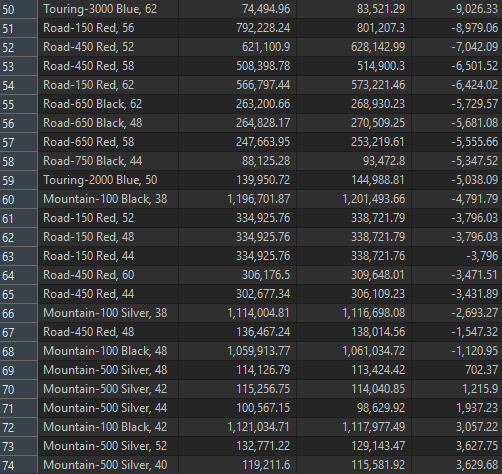 50 Touring-3000 Blue, 62 74,494.96 83,521.29 -9,026.33
51 Road-150 Red, 56 792,228.24 801,207.3 -8,979.06
52 Road-450 Red, 52 621,100.9 628,142.99 -7,042.09
53 Road-450 Red, 58 508,398.78 514,900.3 -6,501.52
54 Road-150 Red, 62 566,797.44 573,221.46 -6,424.02
55 Road-650 Black, 62 263,200.66 268,930.23 -5,729.57
56 Road-650 Black, 48 264,828.17 270,509.25 -5,681.08
57 Road-650 Red, 58 247,663.95 253,219.61 -5,555.66
58 Road-750 Black, 44 88,125.28 93,472.8 -5,347.52
59 Touring-2000 Blue, 50 139,950.72 144,988.81 -5,038.09
60 Mountain-100 Black, 38 1,196,701.87 1,201,493.66 -4,791.79
61 Road-150 Red, 52 334,925.76 338,721.79 -3,796.03
62 Road-150 Red, 48 334,925.76 338,721.79 -3,796.03
63 Road-150 Red, 44 334,925.76 338,721.76 -3,796
64 Road-450 Red, 60 306,176.5 309,648.01 -3,471.51
65 Road-450 Red, 44 302,677.34 306,109.23 -3,431.89
66 Mountain-100 Silver, 38 1,114,004.81 1,116,698.08 -2,693.27
67 Road-450 Red, 48 136,467.24 138,014.56 -1,547.32
68 Mountain-100 Black, 48 1,059,913.77 1,061,034.72 -1,120.95
69 Mountain-500 Silver, 48 114,126.79 113,424.42 702.37
70 Mountain-500 Silver, 42 115,256.75 114,040.85 1,215.9
71 Mountain-500 Silver, 44 100,567.15 98,629.92 1,937.23
72 Mountain-100 Black, 42 1,121,034.71 1,117,977.49 3,057.22
73 Mountain-500 Silver, 52 132,771.22 129,143.47 3,627.75
74 Mountain-500 Silver, 40 119,211.6 115,581.92 3,629.68